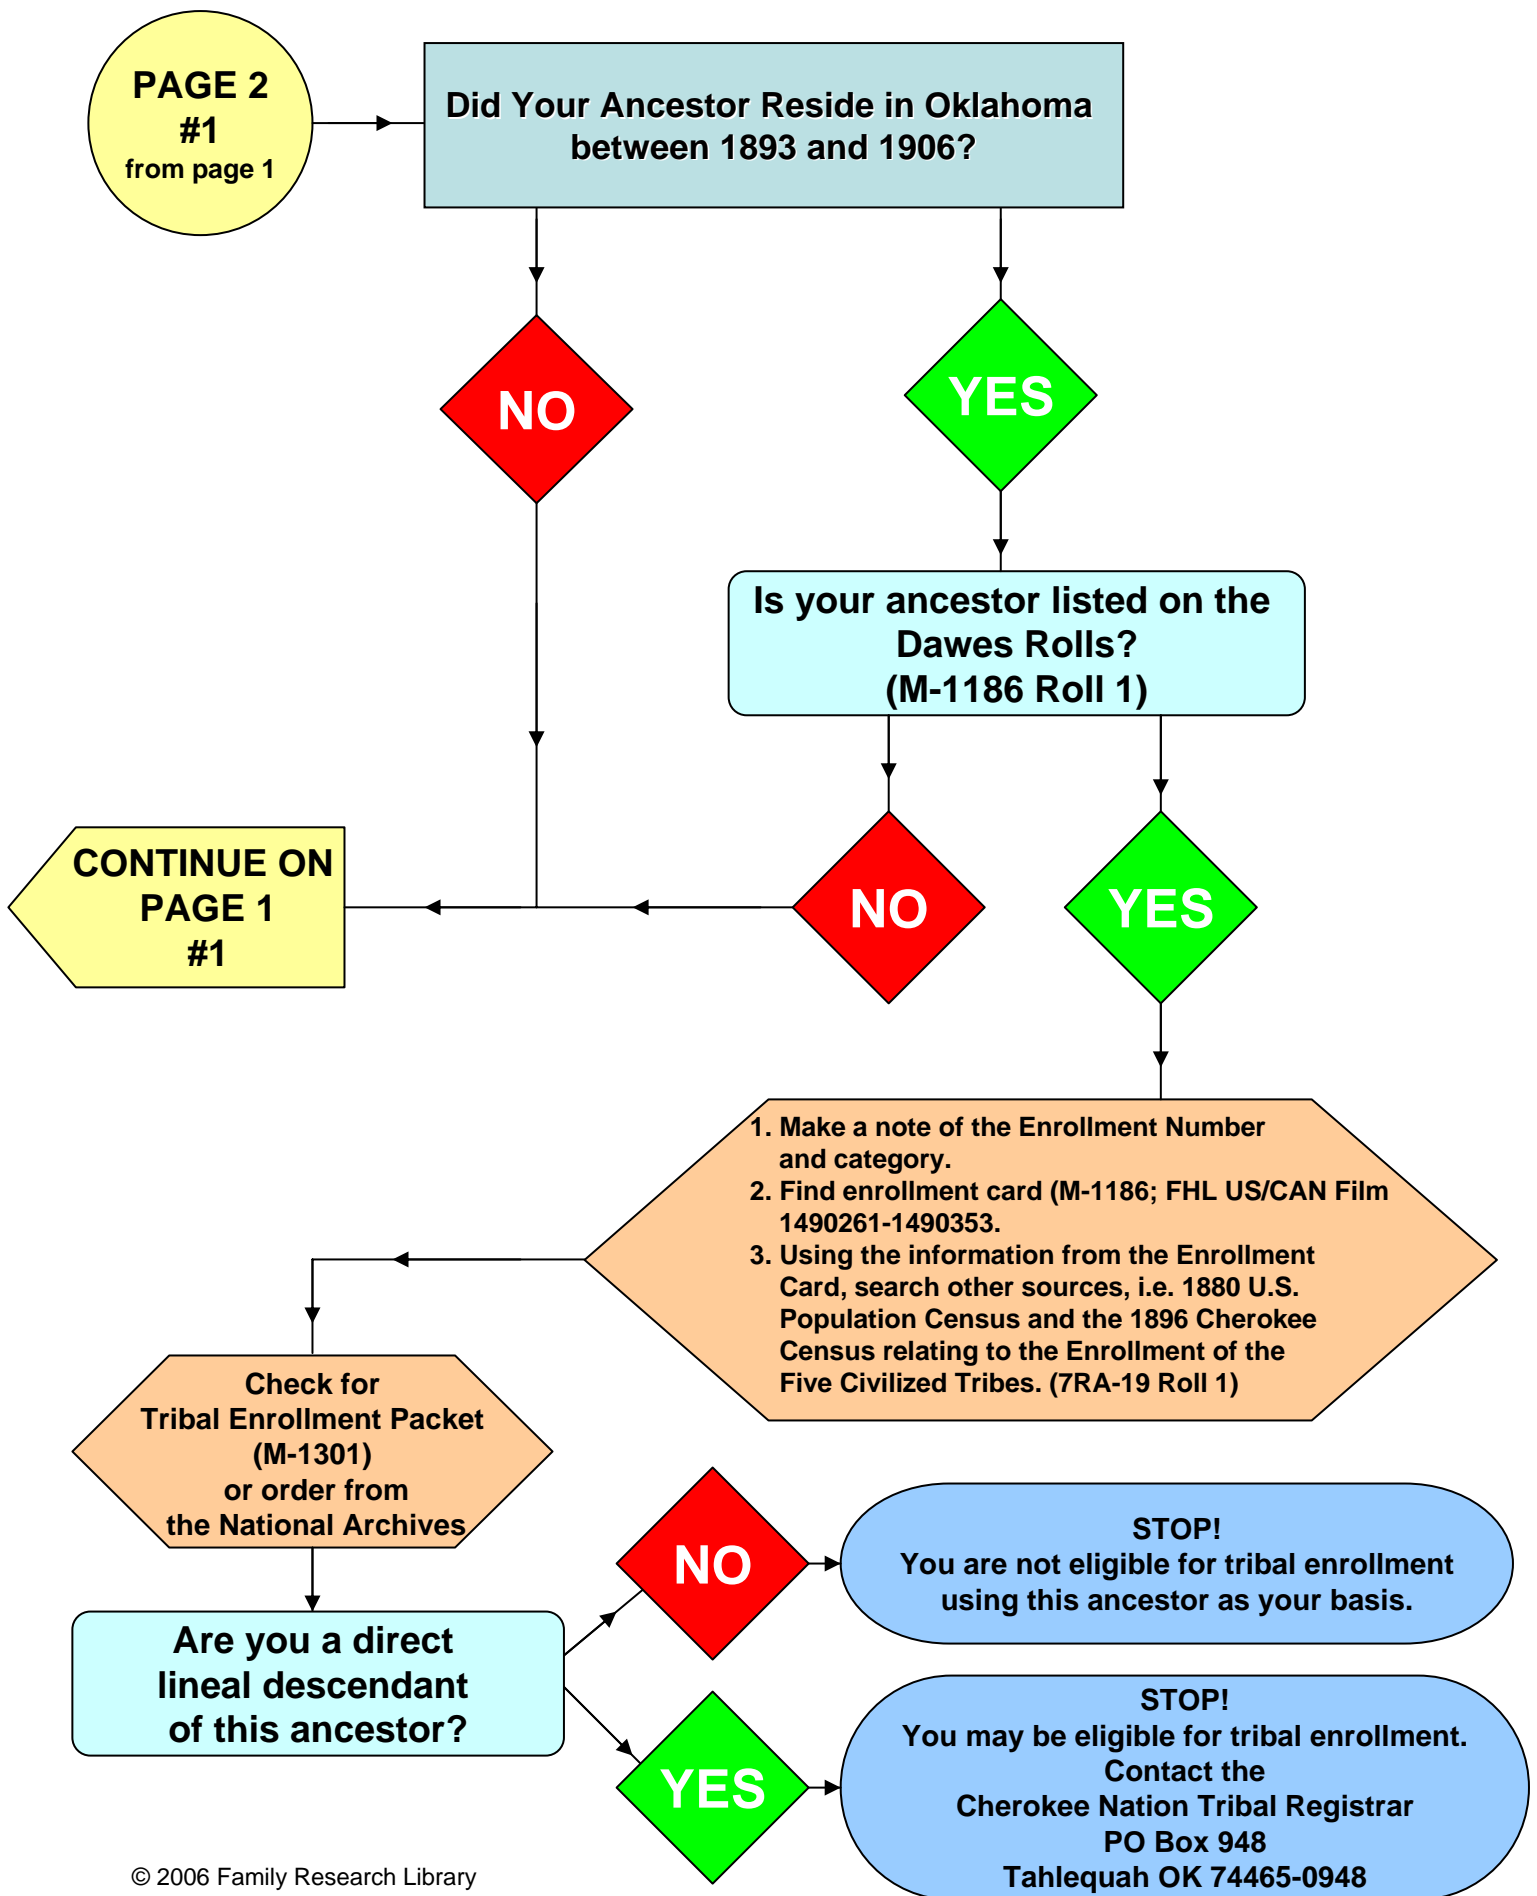 PAGE 2
#1
from page 1
Did Your Ancestor Reside in Oklahoma
between 1893 and 1906?
NO
YES
Is your ancestor listed on the
Dawes Rolls?
(M-1186 Roll 1)
CONTINUE ON
PAGE 1
#1
NO
YES
1. Make a note of the Enrollment Number
and category.
2. Find enrollment card (M-1186; FHL US/CAN Film
1490261-1490353.
3. Using the information from the Enrollment
Card, search other sources, i.e. 1880 U.S.
Population Census and the 1896 Cherokee
Census relating to the Enrollment of the
Five Civilized Tribes. (7RA-19 Roll 1)
Check for
Tribal Enrollment Packet
(M-1301)
or order from
the National Archives
Are you a direct
lineal descendant
of this ancestor?
NO
STOP!
You are not eligible for tribal enrollment
using this ancestor as your basis.
YES
STOP!
You may be eligible for tribal enrollment.
Contact the
Cherokee Nation Tribal Registrar
PO Box 948
Tahlequah OK 74465-0948
© 2006 Family Research Library